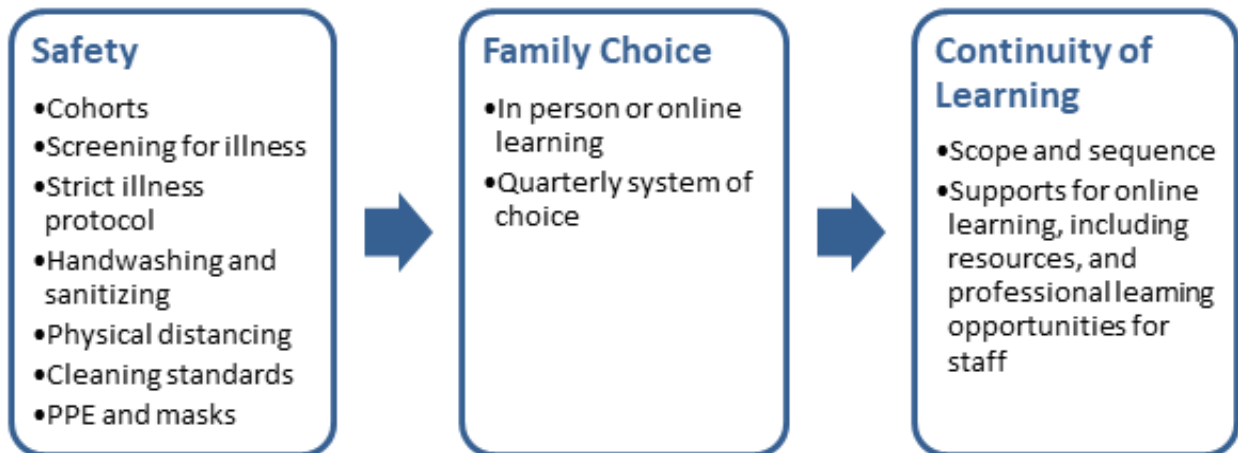 Safety
•Cohorts
•Screening for illness
•Strict illness
protocol
•Handwashing and
sanitizing
•Physical distancing
•Cleaning standards
•PPE and masks
Family Choice
•In person or online
learning
•Quarterly system of
choice
Continuity of
Learning
•Scope and sequence
•Supports for online
learning, including
resources, and
professional learning
opportunities for
staff